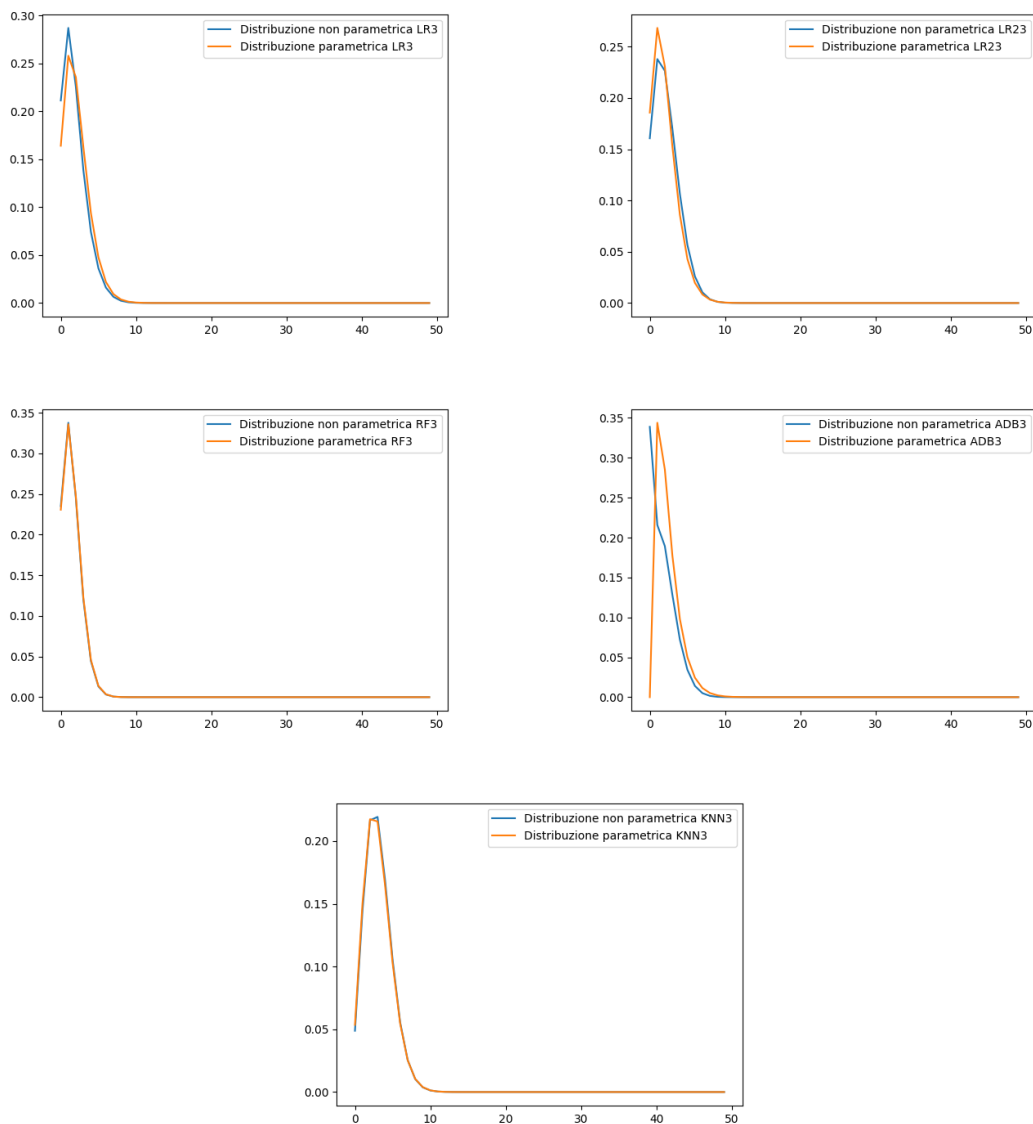 Distribuzione non parametrica LR3
Distribuzione parametrica LR3
0.30
0.25
0.20
0.15
0.10
0.05
0.00
0 10 20 30 40 50
Distribuzione non parametrica LR23
Distribuzione parametrica LR23
0.25
0.20
0.15
0.10
0.05
0.00
0 10 20 30 40 50
Distribuzione non parametrica RF3
Distribuzione parametrica RF3
0.35
0.30
0.25
0.20
0.15
0.10
0.05
0.00
0 10 20 30 40 50
Distribuzione non parametrica ADB3
Distribuzione parametrica ADB3
0.35
0.30
0.25
0.20
0.15
0.10
0.05
0.00
0 10 20 30 40 50
Distribuzione non parametrica KNN3
Distribuzione parametrica KNN3
0.20
0.15
0.10
0.05
0.00
0 10 20 30 40 50